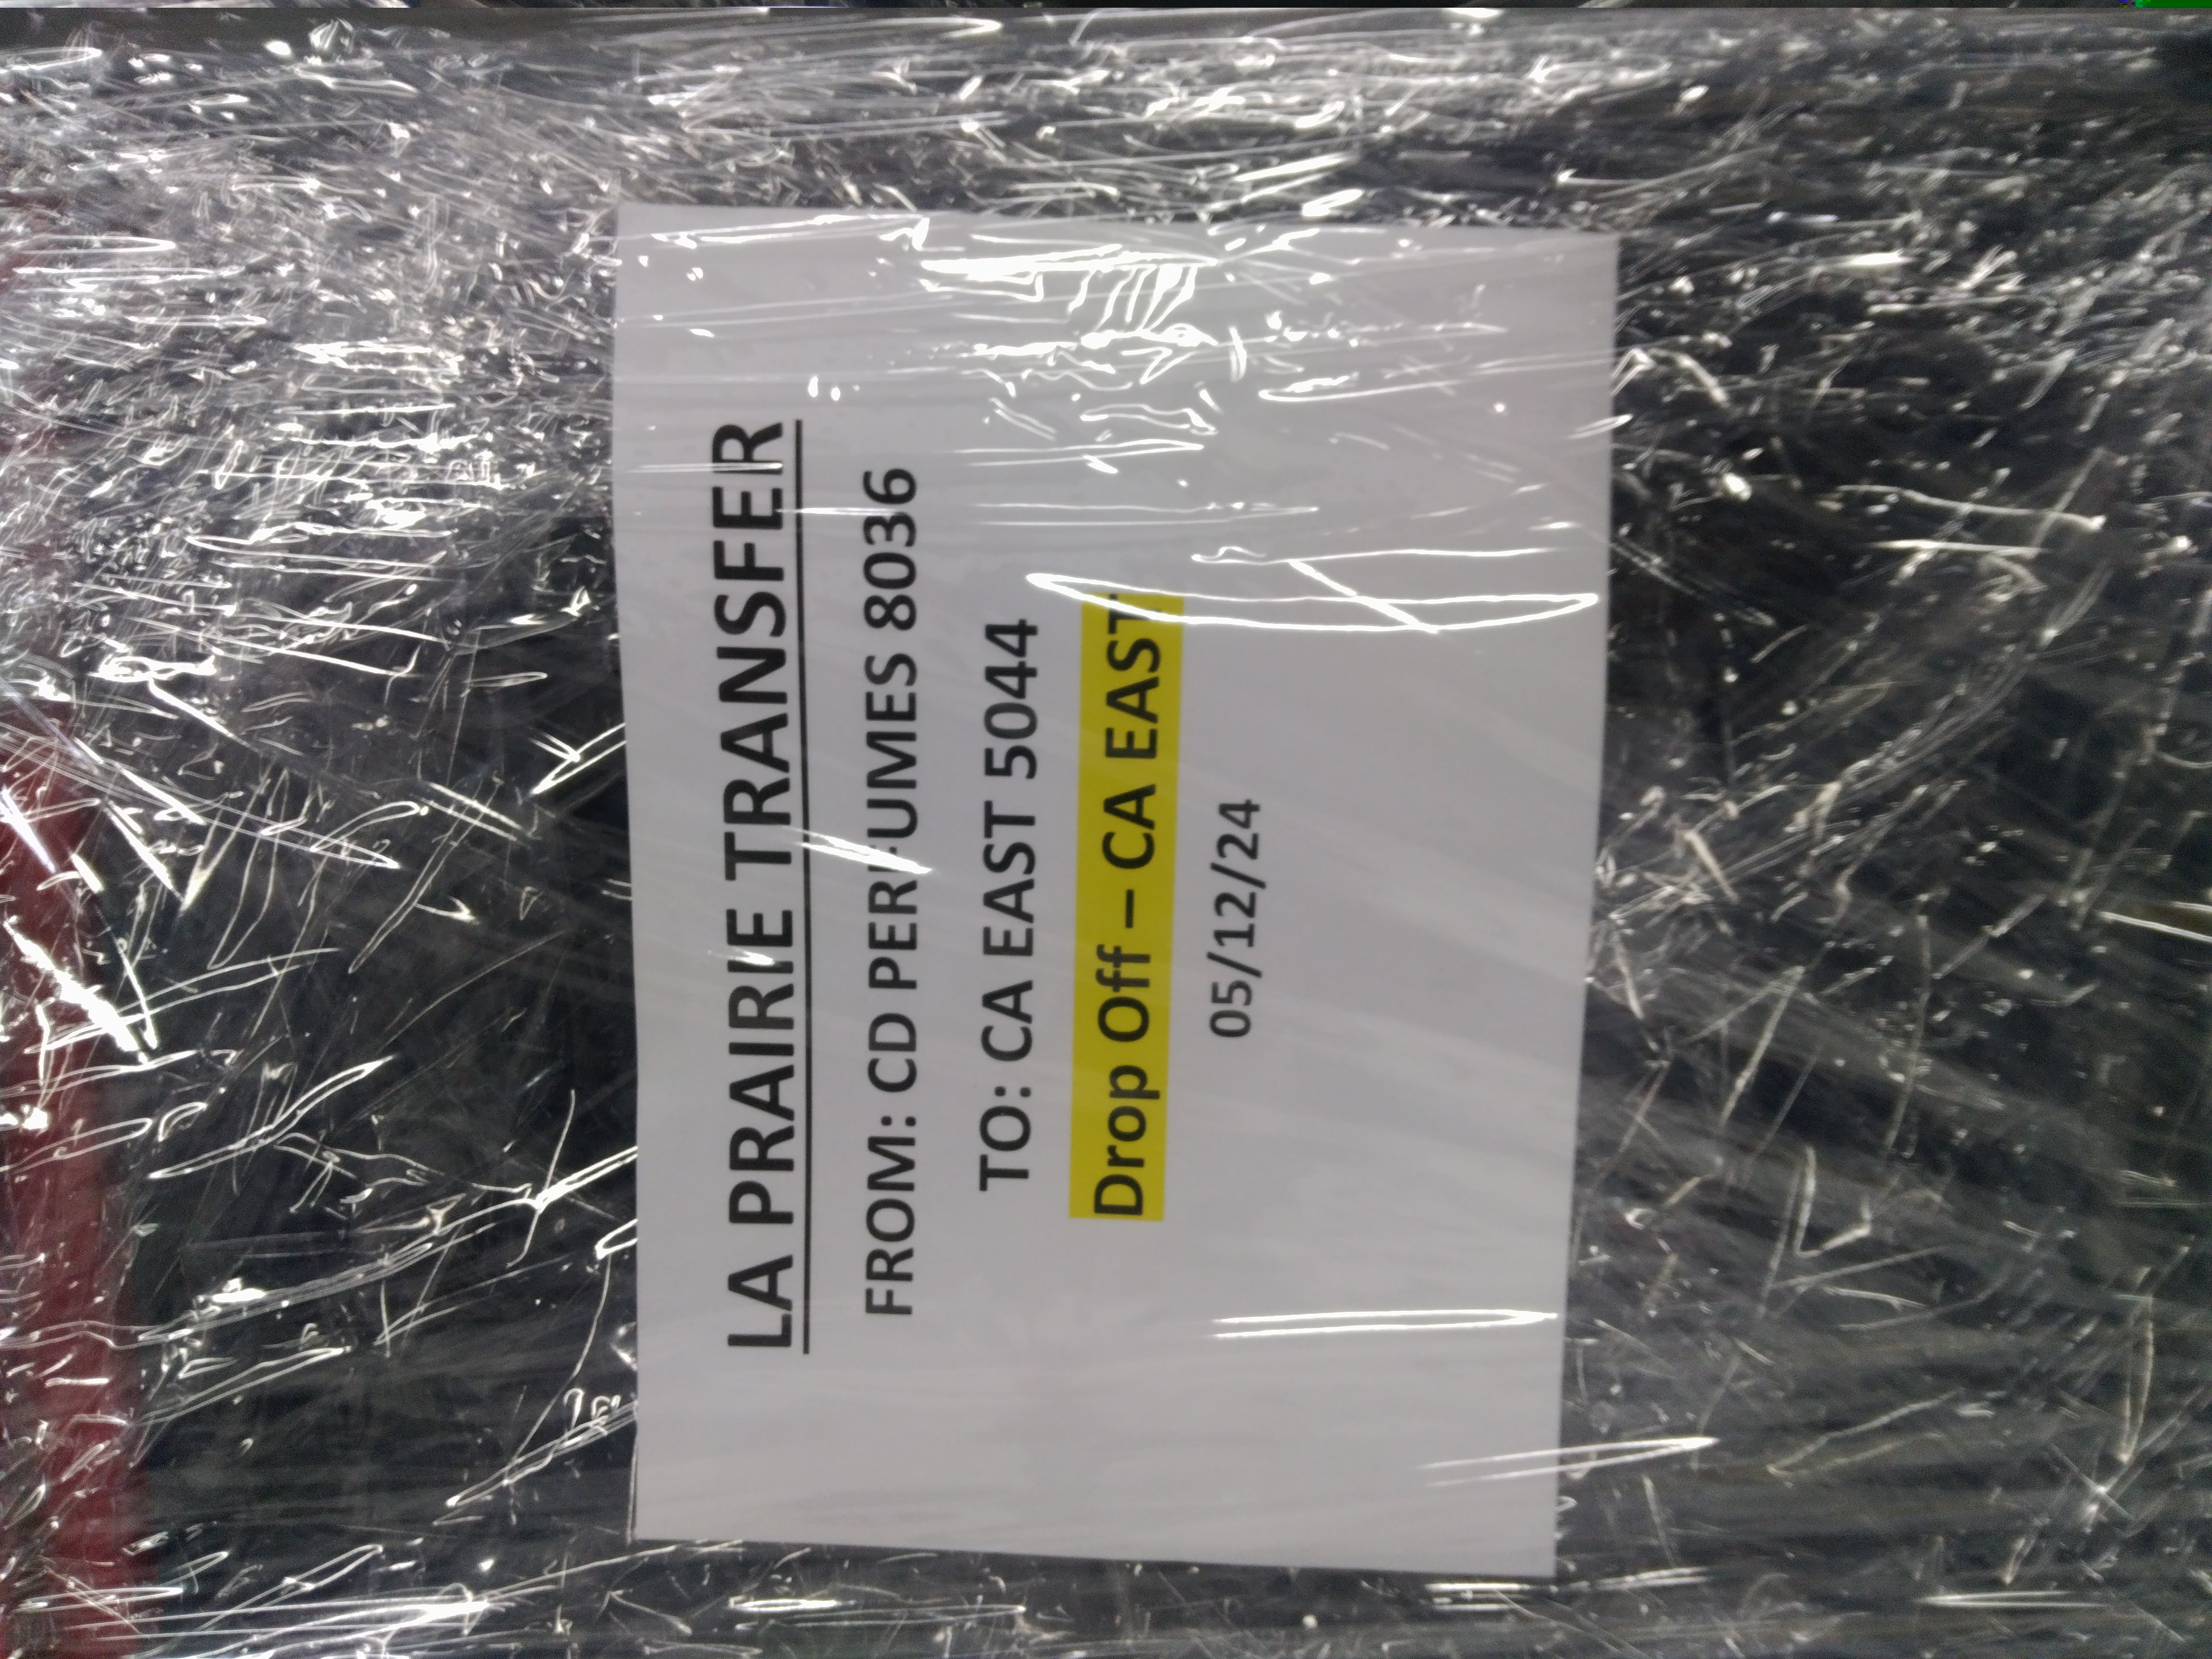 LA PRAIRIE TRANSFER
FROM: CD PERFUMES 8036
TO: CA EAST 5044
Drop Off – CA EAST
05/12/24